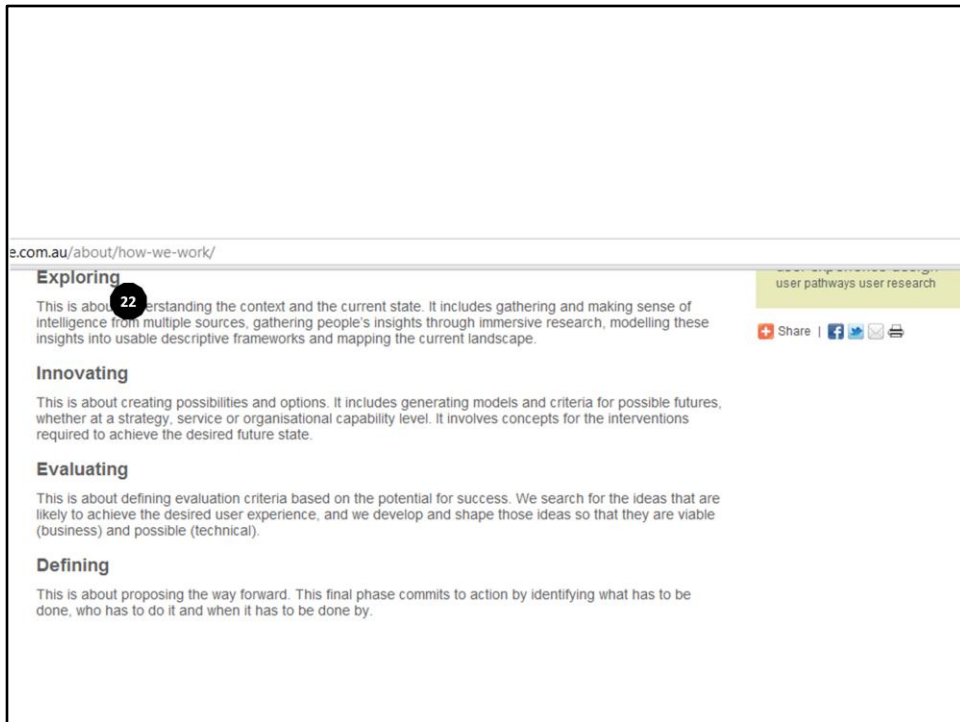 e.com.au/about/how-we-work/
user experience design
user pathways user research
Share |
Exploring
22
This is about understanding the context and the current state. It includes gathering and making sense of
intelligence from multiple sources, gathering people's insights through immersive research, modelling these
insights into usable descriptive frameworks and mapping the current landscape.
Innovating
This is about creating possibilities and options. It includes generating models and criteria for possible futures,
whether at a strategy, service or organisational capability level. It involves concepts for the interventions
required to achieve the desired future state.
Evaluating
This is about defining evaluation criteria based on the potential for success. We search for the ideas that are
likely to achieve the desired user experience, and we develop and shape those ideas so that they are viable
(business) and possible (technical).
Defining
This is about proposing the way forward. This final phase commits to action by identifying what has to be
done, who has to do it and when it has to be done by.